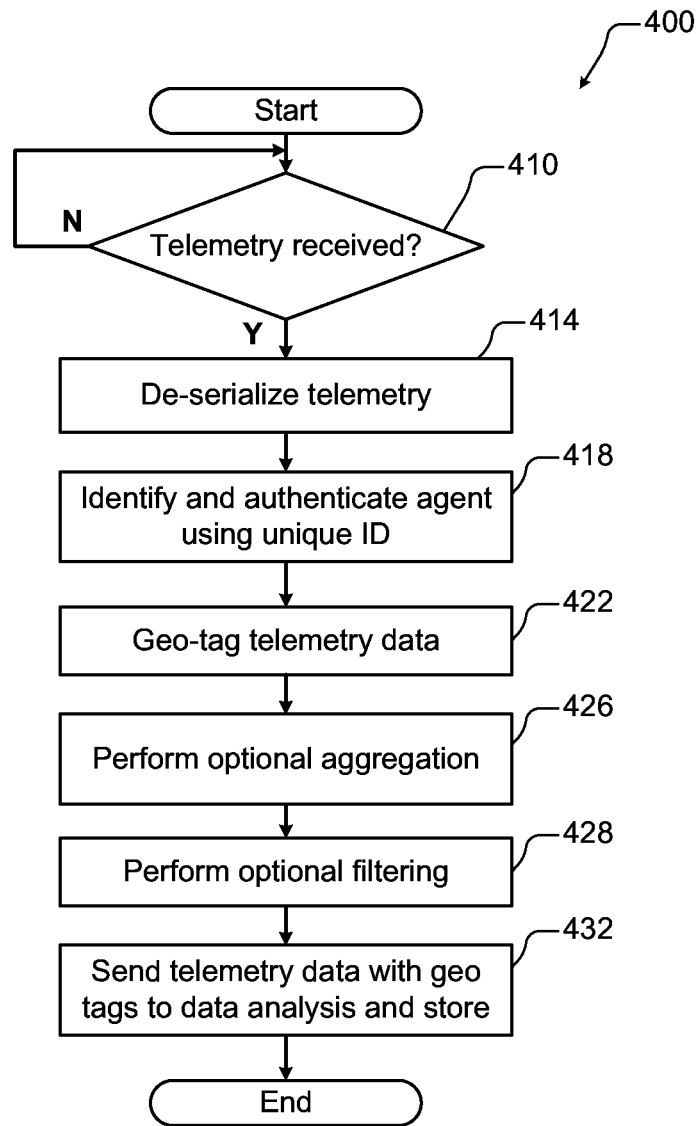 400
Start
410
Telemetry received?
N
Y
414
De-serialize telemetry
418
Identify and authenticate agent
using unique ID
422
Geo-tag telemetry data
426
Perform optional aggregation
428
Perform optional filtering
432
Send telemetry data with geo
tags to data analysis and store
End